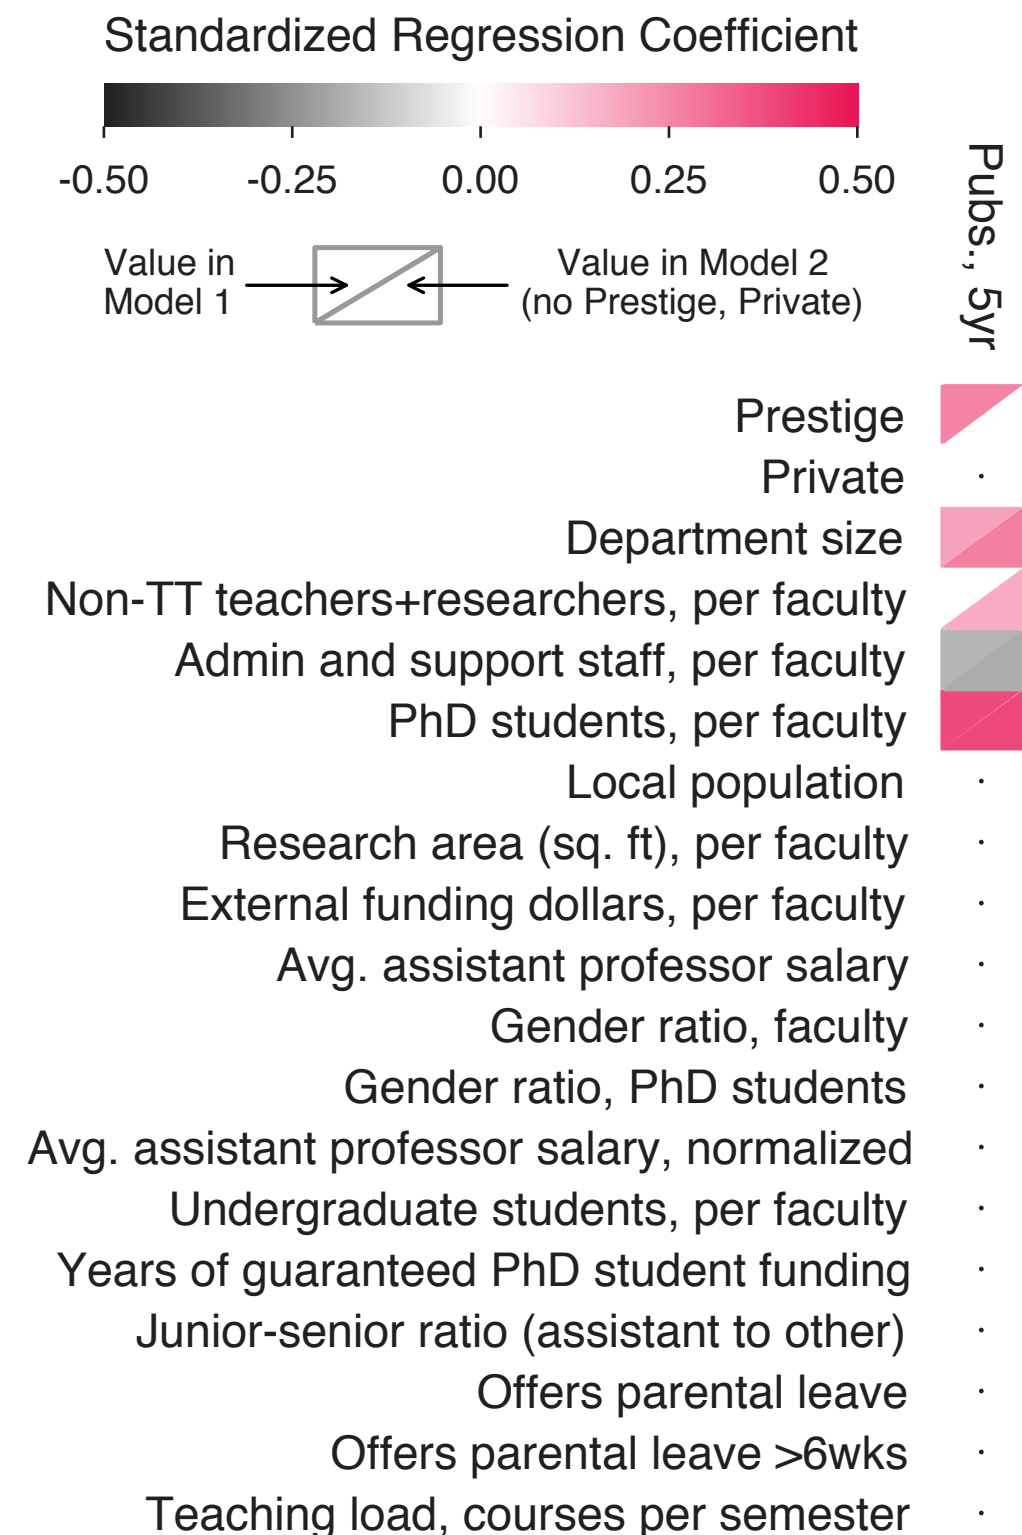 Standardized Regression Coefficient
-0.50 -0.25 0.00 0.25 0.50
Pubs., 5yr
Value in
Model 1
Value in Model 2
(no Prestige, Private)
Prestige
Private
Department size
Non-TT teachers+researchers, per faculty
Admin and support staff, per faculty
PhD students, per faculty
Local population
Research area (sq. ft), per faculty
External funding dollars, per faculty
Avg. assistant professor salary
Gender ratio, faculty
Gender ratio, PhD students
Avg. assistant professor salary, normalized
Undergraduate students, per faculty
Years of guaranteed PhD student funding
Junior-senior ratio (assistant to other)
Offers parental leave
Offers parental leave >6wks
Teaching load, courses per semester